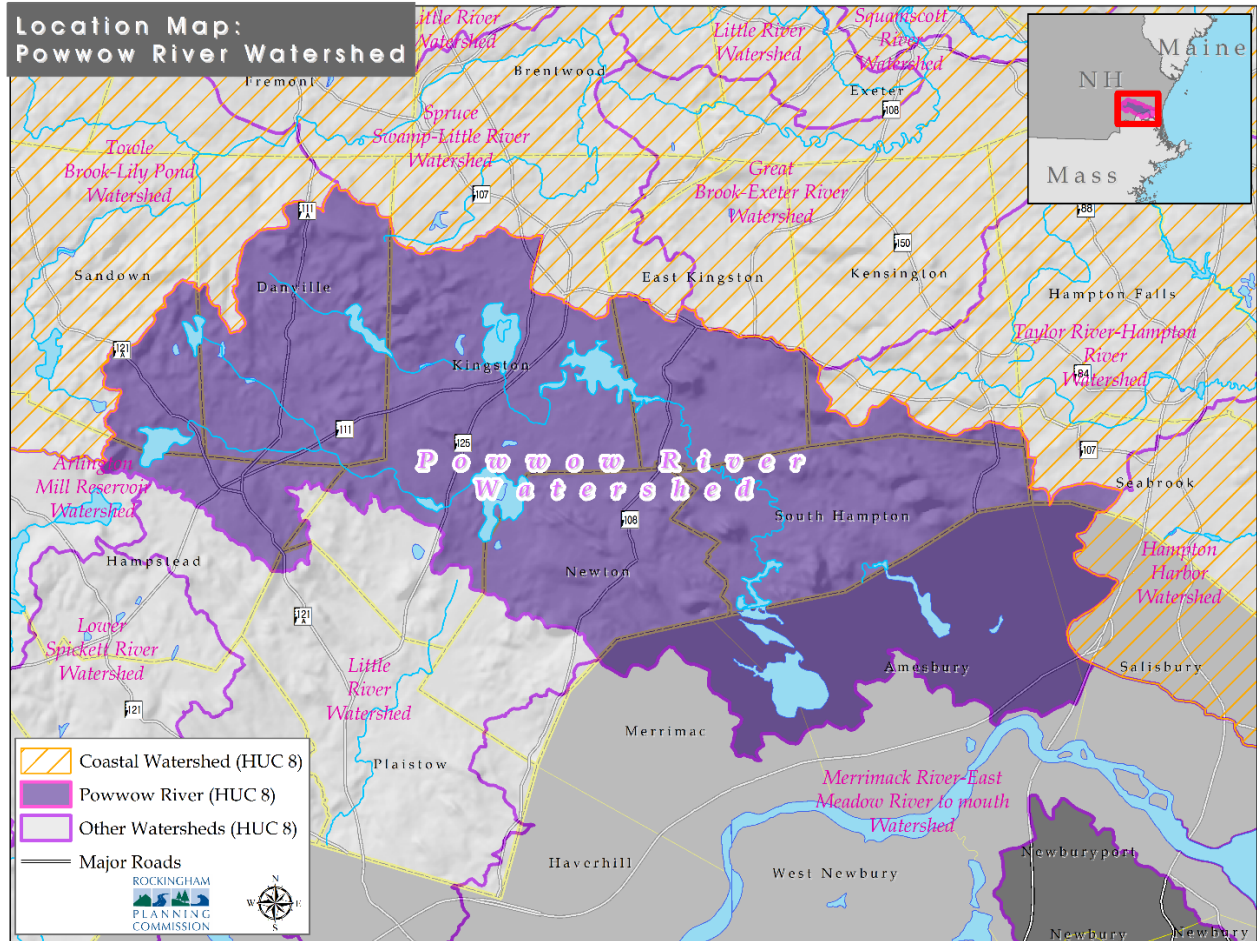 Location Map:
Powwow River Watershed
Little River
Watershed
Little River
Watershed
Squamscott
River
Watershed
Maine
NH
Mass
Fremont
Brentwood
Exeter
108
Spruce
Swamp-Little River
Watershed
Towle
Brook-Lily Pond
Watershed
Great
Brook-Exeter River
Watershed
107
111
A
88
150
Sandown
Danville
East Kingston
Kensington
Hampton Falls
Taylor River-Hampton
River
Watershed
121
A
84
Kingston
111
125
107
Powwow River
Watershed
Arlington
Mill Reservoir
Watershed
Seabrook
108
South Hampton
Hampstead
Newton
Hampton
Harbor
Watershed
121
A
Lower
Spickett River
Watershed
Little
River
Watershed
Amesbury
Salisbury
121
Merrimac
Plaistow
Merrimack River-East
Meadow River to mouth
Watershed
Haverhill
West Newbury
Newburyport
Newbury
Newbury
Coastal Watershed (HUC 8)
Powwow River (HUC 8)
Other Watersheds (HUC 8)
Major Roads
ROCKINGHAM
PLANNING
COMMISSION
N
W
E
S